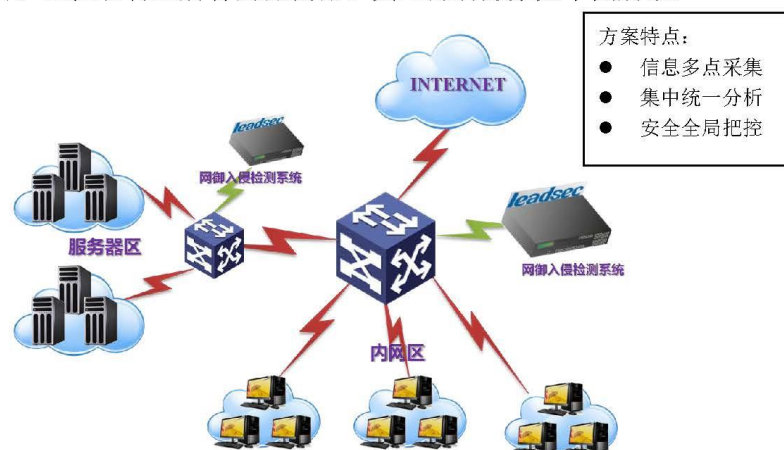 方案特点：
● 信息多点采集
● 集中统一分析
● 安全全局把控
INTERNET
leadsec
网御入侵检测系统
leadsec
网御入侵检测系统
服务器区
内网区